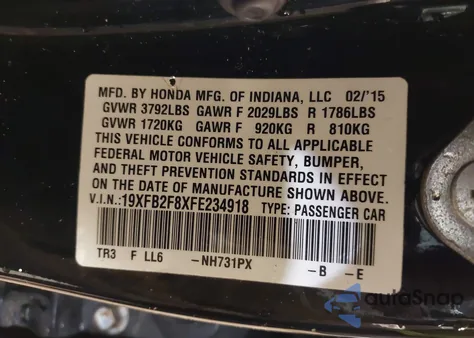 MFD. BY HONDA MFG. OF INDIANA, LLC 02/'15
GVWR 3792LBS GAWR F 2029LBS R 1786LBS
GVWR 1720KG GAWR F 920KG R 810KG
THIS VEHICLE CONFORMS TO ALL APPLICABLE
FEDERAL MOTOR VEHICLE SAFETY, BUMPER,
AND THEFT PREVENTION STANDARDS IN EFFECT
ON THE DATE OF MANUFACTURE SHOWN ABOVE.
V.I.N.:19XFB2F8XFE234918 TYPE: PASSENGER CAR
TR3 F LL6 -NH731PX -B -E
autoSnap